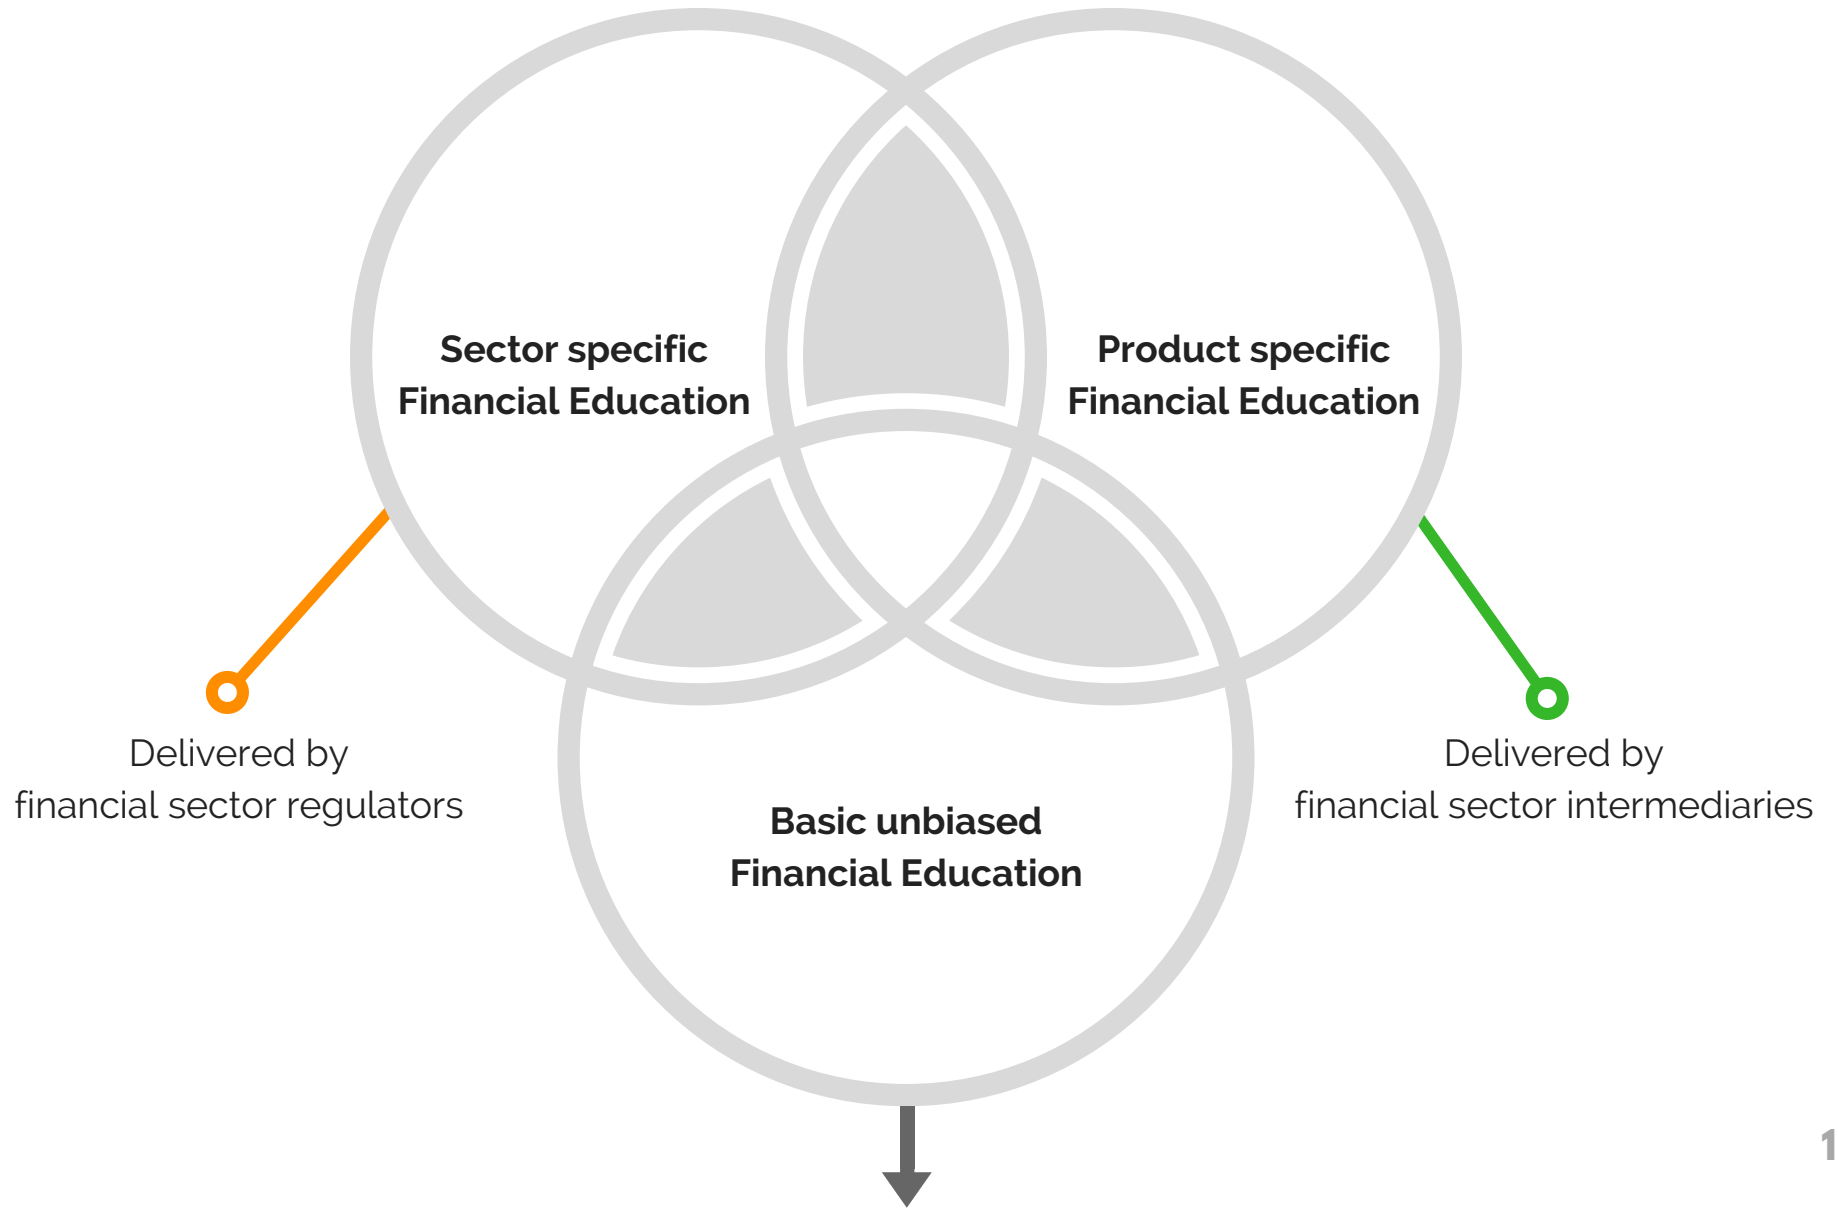 Sector specific
Financial Education
Product specific
Financial Education
Delivered by
financial sector regulators
Delivered by
financial sector intermediaries
Basic unbiased
Financial Education
1